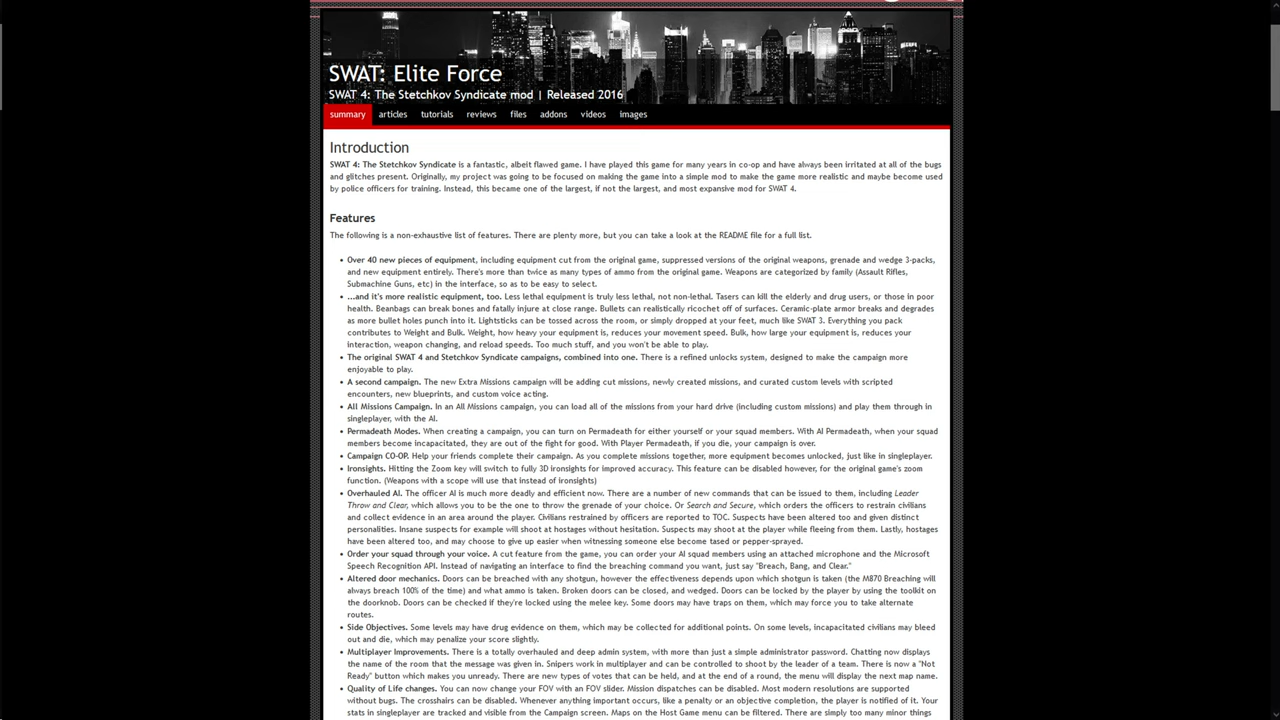 SWAT: Elite Force
SWAT 4: The Stetchkov Syndicate mod | Released 2016
summary articles tutorials reviews files addons videos images
Introduction
SWAT 4: The Stetchkov Syndicate is a fantastic, albeit flawed game. I have played this game for many years in co-op and have always been irritated at all of the bugs
and glitches present. Originally, my project was going to be focused on making the game into a simple mod to make the game more realistic and maybe become used
by police officers for training. Instead, this became one of the largest, if not the largest, and most expansive mod for SWAT 4.
Features
The following is a non-exhaustive list of features. There are plenty more, but you can take a look at the README file for a full list.
• Over 40 new pieces of equipment, including equipment cut from the original game, suppressed versions of the original weapons, grenade and wedge 3-packs,
and new equipment entirely. There's more than twice as many types of ammo from the original game. Weapons are categorized by family (Assault Rifles,
Submachine Guns, etc) in the interface, so as to be easy to select.
• ...and it's more realistic equipment, too. Less lethal equipment is truly less lethal, not non-lethal. Tasers can kill the elderly and drug users, or those in poor
health. Beanbags can break bones and fatally injure at close range. Bullets can realistically ricochet off of surfaces. Ceramic-plate armor breaks and degrades
as more bullet holes punch into it. Lightsticks can be tossed across the room, or simply dropped at your feet, much like SWAT 3. Everything you pack
contributes to Weight and Bulk. Weight, how heavy your equipment is, reduces your movement speed. Bulk, how large your equipment is, reduces your
interaction, weapon changing, and reload speeds. Too much stuff, and you won't be able to play.
• The original SWAT 4 and Stetchkov Syndicate campaigns, combined into one. There is a refined unlocks system, designed to make the campaign more
enjoyable to play.
• A second campaign. The new Extra Missions campaign will be adding cut missions, newly created missions, and curated custom levels with scripted
encounters, new blueprints, and custom voice acting.
• All Missions Campaign. In an All Missions campaign, you can load all of the missions from your hard drive (including custom missions) and play them through in
singleplayer, with the AI.
• Permadeath Modes. When creating a campaign, you can turn on Permadeath for either yourself or your squad members. With AI Permadeath, when your squad
members become incapacitated, they are out of the fight for good. With Player Permadeath, if you die, your campaign is over.
• Campaign CO-OP. Help your friends complete their campaign. As you complete missions together, more equipment becomes unlocked, just like in singleplayer.
• Ironsights. Hitting the Zoom key will switch to fully 3D ironsights for improved accuracy. This feature can be disabled however, for the original game's zoom
function. (Weapons with a scope will use that instead of ironsights)
• Overhauled AI. The officer AI is much more deadly and efficient now. There are a number of new commands that can be issued to them, including Leader
Throw and Clear, which allows you to be the one to throw the grenade of your choice. Or Search and Secure, which orders the officers to restrain civilians
and collect evidence in an area around the player. Civilians restrained by officers are reported to TOC. Suspects have been altered too and given distinct
personalities. Insane suspects for example will shoot at hostages without hesitation. Suspects may shoot at the player while fleeing from them. Lastly, hostages
have been altered too, and may choose to give up easier when witnessing someone else become tased or pepper-sprayed.
• Order your squad through your voice. A cut feature from the game, you can order your AI squad members using an attached microphone and the Microsoft
Speech Recognition API. Instead of navigating an interface to find the breaching command you want, just say "Breach, Bang, and Clear."
• Altered door mechanics. Doors can be breached with any shotgun, however the effectiveness depends upon which shotgun is taken (the M870 Breaching will
always breach 100% of the time) and what ammo is taken. Broken doors can be closed, and wedged. Doors can be locked by the player by using the toolkit on
the doorknob. Doors can be checked if they're locked using the melee key. Some doors may have traps on them, which may force you to take alternate
routes.
• Side Objectives. Some levels may have drug evidence on them, which may be collected for additional points. On some levels, incapacitated civilians may bleed
out and die, which may penalize your score slightly.
• Multiplayer Improvements. There is a totally overhauled and deep admin system, with more than just a simple administrator password. Chatting now displays
the name of the room that the message was given in. Snipers work in multiplayer and can be controlled to shoot by the leader of a team. There is now a "Not
Ready" button which makes you unready. There are new types of votes that can be held, and at the end of a round, the menu will display the next map name.
• Quality of Life changes. You can now change your FOV with an FOV slider. Mission dispatches can be disabled. Most modern resolutions are supported
without bugs. The crosshairs can be disabled. Whenever anything important occurs, like a penalty or an objective completion, the player is notified of it. Your
stats in singleplayer are tracked and visible from the Campaign screen. Maps on the Host Game menu can be filtered. There are simply too many minor things